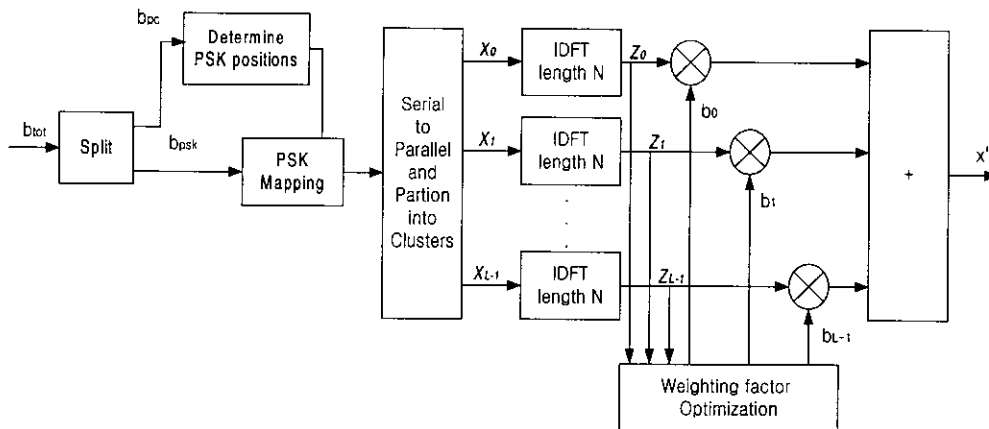 bpc
Determine
PSK positions
btot
Split
bpsk
PSK
Mapping
Serial
to
Parallel
and
Partion
into
Clusters
X0
IDFT
length N
Z0
b0
X1
IDFT
length N
Z1
b1
XL-1
IDFT
length N
ZL-1
bL-1
+
x'
Weighting factor
Optimization